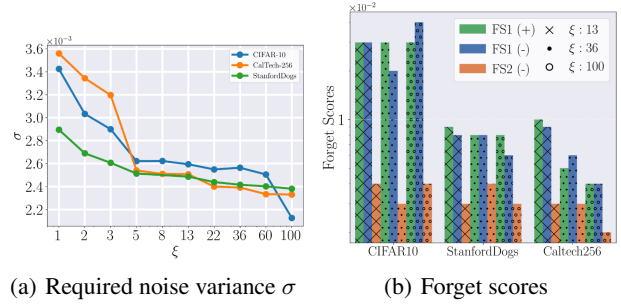 ×10⁻³
3.6
3.4
3.2
3.0
2.8
2.6
2.4
2.2
σ
1 2 3 5 8 13 22 36 60 100
ξ
CIFAR-10
CalTech-256
StanfordDogs
(a) Required noise variance σ
×10⁻²
1
Forget Scores
FS1 (+)
FS1 (-)
FS2 (-)
ξ : 13
ξ : 36
ξ : 100
CIFAR10 StanfordDogs Caltech256
(b) Forget scores